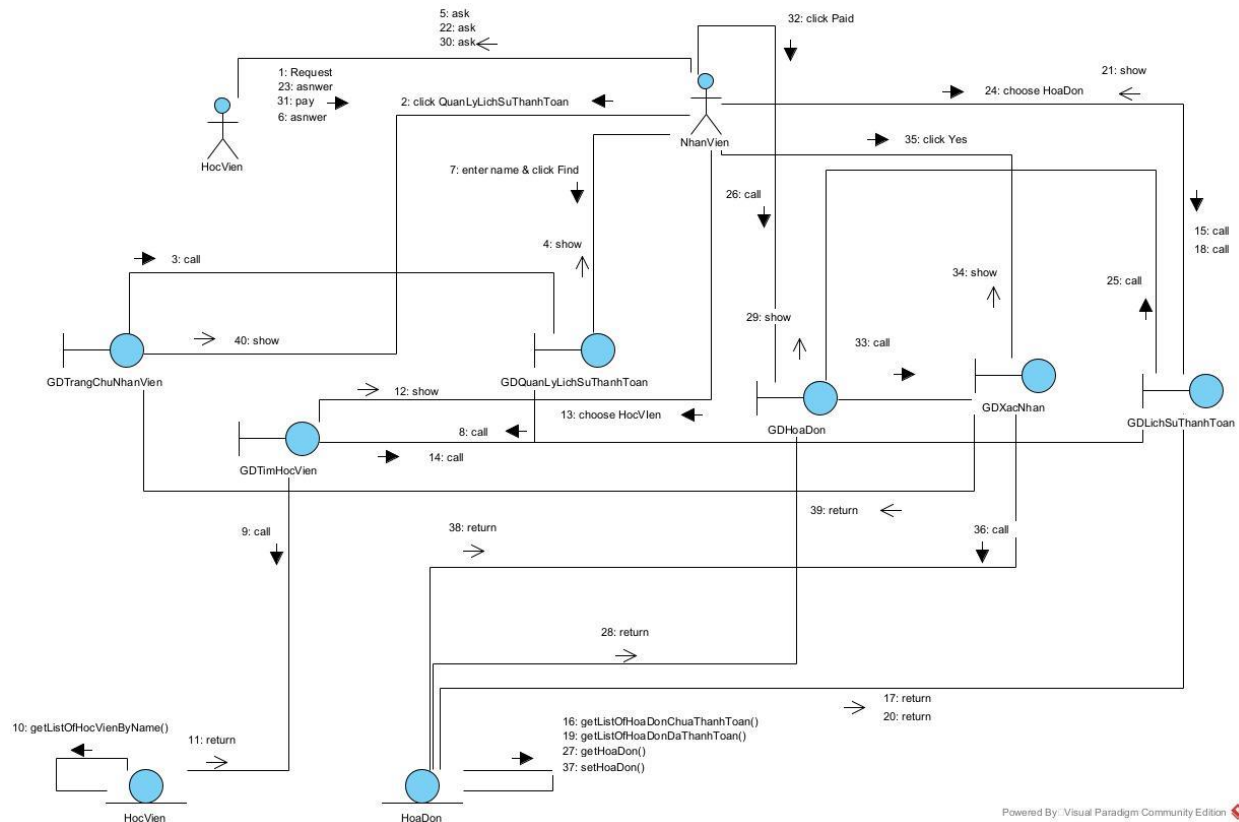 5: ask
22: ask
30: ask
32: click Paid
1: Request
23: asnwer
31: pay
6: asnwer
2: click QuanLyLichSuThanhToan
21: show
24: choose HoaDon
HocVien
NhanVien
35: click Yes
7: enter name & click Find
26: call
15: call
18: call
3: call
4: show
34: show
25: call
29: show
40: show
33: call
GDTrangChuNhanVien
GDQuanLyLichSuThanhToan
12: show
13: choose HocVIen
GDXacNhan
GDHoaDon
GDLichSuThanhToan
8: call
14: call
GDTimHocVien
39: return
9: call
38: return
36: call
28: return
17: return
20: return
10: getListOfHocVienByName()
11: return
16: getListOfHoaDonChuaThanhToan()
19: getListOfHoaDonDaThanhToan()
27: getHoaDon()
37: setHoaDon()
HocVien
HoaDon
Powered By: Visual Paradigm Community Edition